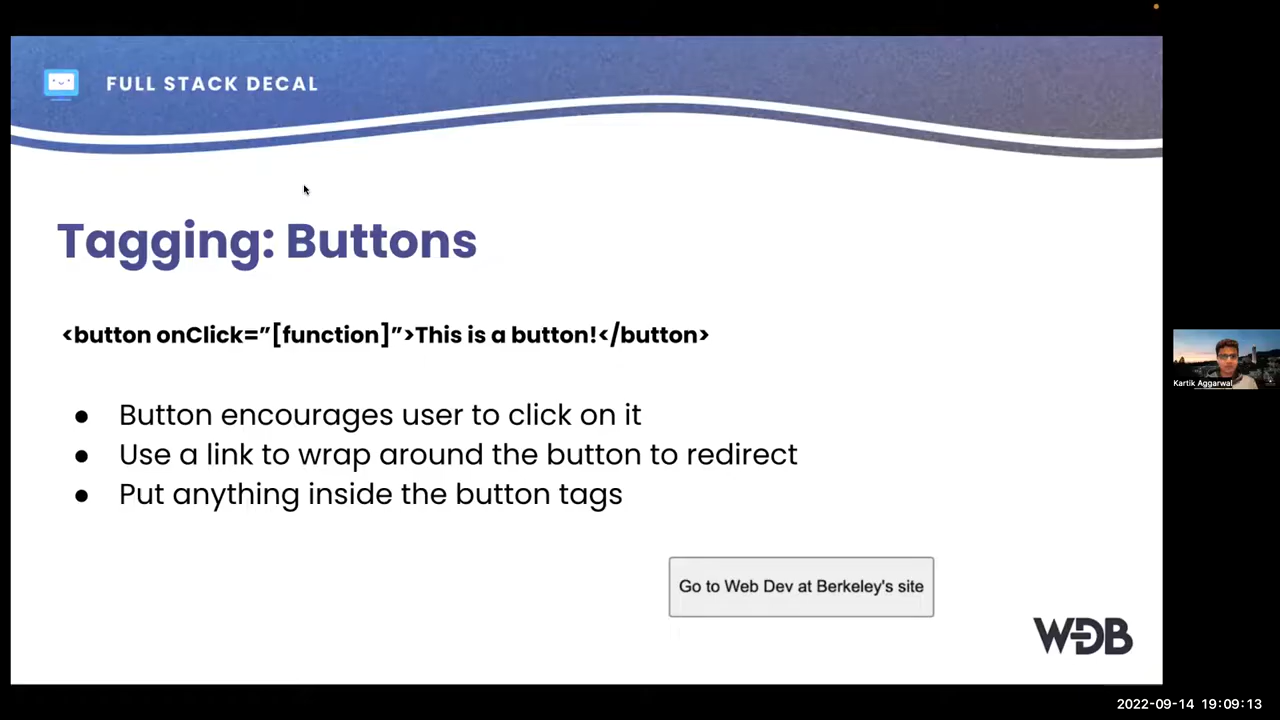 FULL STACK DECAL
Tagging: Buttons
<button onClick=”[function]”>This is a button!</button>
● Button encourages user to click on it
● Use a link to wrap around the button to redirect
● Put anything inside the button tags
Go to Web Dev at Berkeley's site
WDB
Kartik Aggarwal
2022-09-14 19:09:13